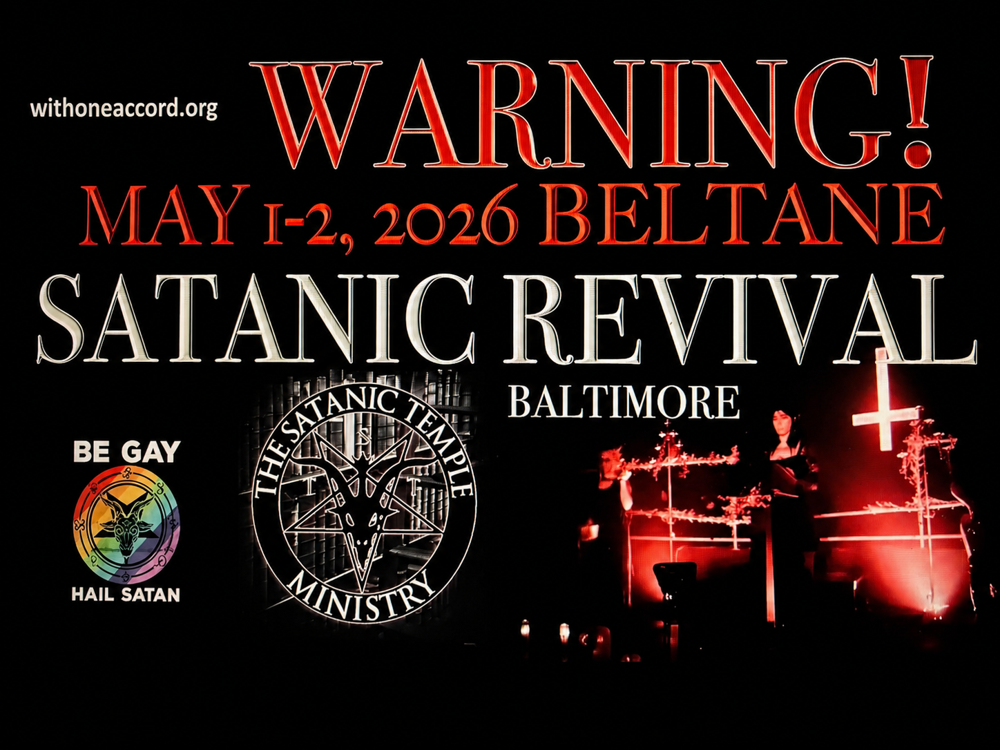 withoneaccord.org
WARNING!
MAY 1-2, 2026 BELTANE
SATANIC REVIVAL
BALTIMORE
BE GAY
HAIL SATAN
THE SATANIC TEMPLE
S
T T
MINISTRY